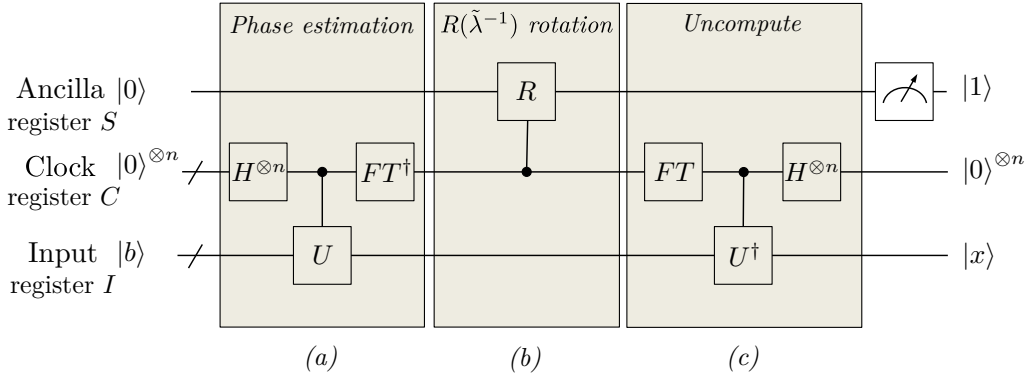 Phase estimation R(λ̃⁻¹) rotation Uncompute
Ancilla |0⟩ R |1⟩
register S
Clock |0⟩^⊗n H^⊗n FT† FT H^⊗n |0⟩^⊗n
register C
Input |b⟩ U U† |x⟩
register I
(a) (b) (c)